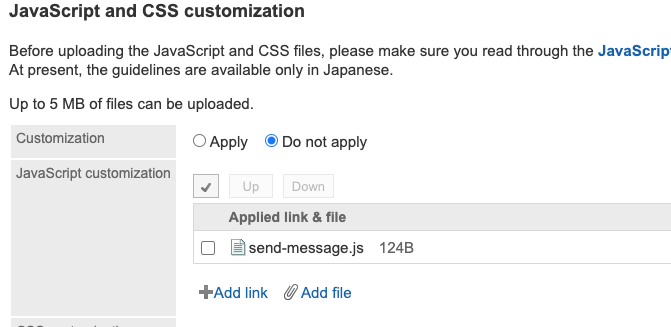 JavaScript and CSS customization
Before uploading the JavaScript and CSS files, please make sure you read through the JavaScrip
At present, the guidelines are available only in Japanese.
Up to 5 MB of files can be uploaded.
Customization
Apply Do not apply
JavaScript customization
Up Down
Applied link & file
send-message.js 124B
Add link Add file